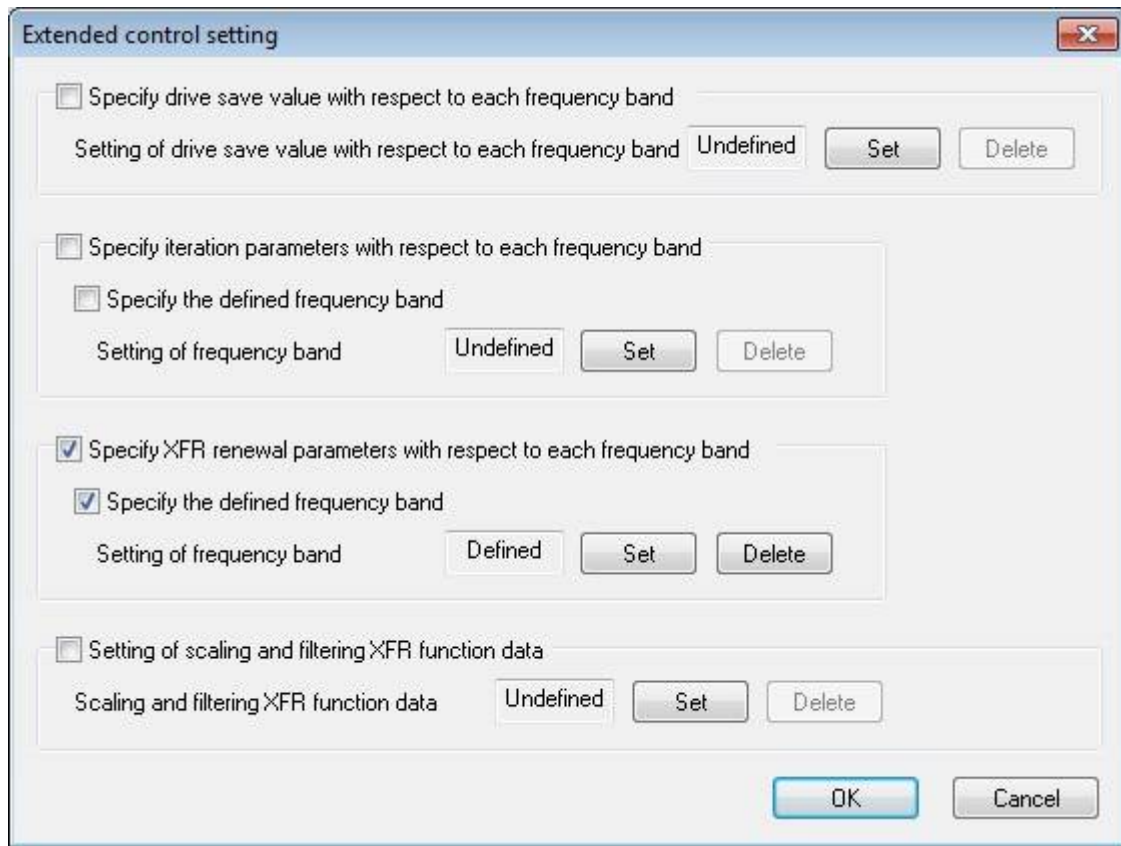 Extended control setting
Specify drive save value with respect to each frequency band
Setting of drive save value with respect to each frequency band Undefined Set Delete
Specify iteration parameters with respect to each frequency band
Specify the defined frequency band
Setting of frequency band Undefined Set Delete
Specify XFR renewal parameters with respect to each frequency band
Specify the defined frequency band
Setting of frequency band Defined Set Delete
Setting of scaling and filtering XFR function data
Scaling and filtering XFR function data Undefined Set Delete
OK Cancel